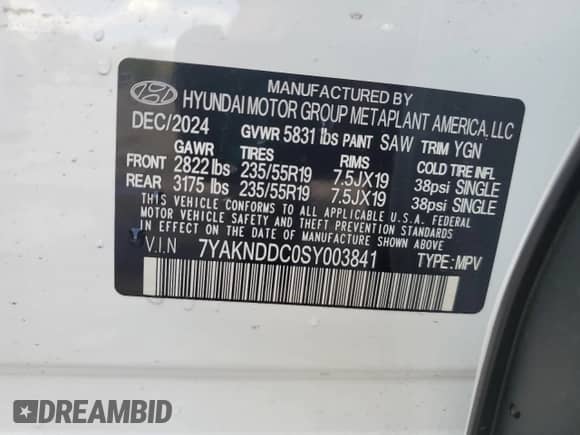 MANUFACTURED BY
HYUNDAI MOTOR GROUP METAPLANT AMERICA, LLC
DEC/2024 GVWR 5831 lbs PAINT SAW TRIM YGN
GAWR TIRES RIMS COLD TIRE INFL
FRONT 2822 lbs 235/55R19 7.5JX19 38psi SINGLE
REAR 3175 lbs 235/55R19 7.5JX19 38psi SINGLE
THIS VEHICLE CONFORMS TO ALL APPLICABLE U.S.A. FEDERAL
MOTOR VEHICLE SAFETY AND THEFT PREVENTION STANDARDS
IN EFFECT ON THE DATE OF MANUFACTURE SHOWN ABOVE.
V.I.N 7YAKNDDC0SY003841 TYPE:MPV
DREAMBID